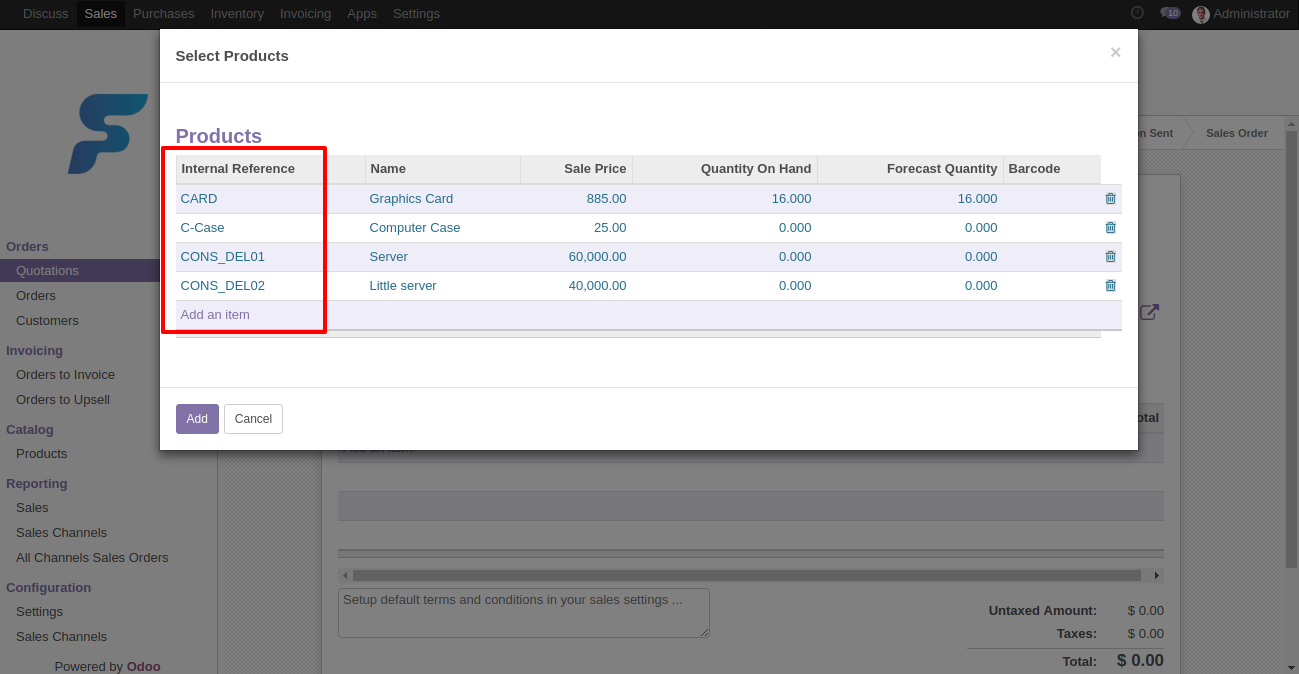 Discuss Sales Purchases Inventory Invoicing Apps Settings 10 Administrator
Select Products ×
Products
Internal Reference Name Sale Price Quantity On Hand Forecast Quantity Barcode
CARD Graphics Card 885.00 16.000 16.000
C-Case Computer Case 25.00 0.000 0.000
CONS_DEL01 Server 60,000.00 0.000 0.000
CONS_DEL02 Little server 40,000.00 0.000 0.000
Add an item
Add Cancel
Orders
Quotations
Orders
Customers
Invoicing
Orders to Invoice
Orders to Upsell
Catalog
Products
Reporting
Sales
Sales Channels
All Channels Sales Orders
Configuration
Settings
Sales Channels
Powered by Odoo
n Sent Sales Order
otal
Setup default terms and conditions in your sales settings ...
Untaxed Amount: $ 0.00
Taxes: $ 0.00
Total: $ 0.00